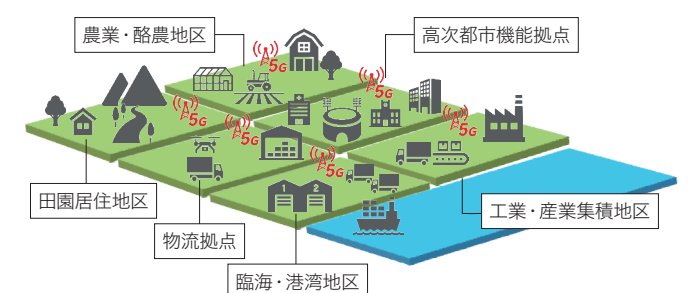 農業・酪農地区
高次都市機能拠点
5G
5G
5G
5G
5G
5G
1 2
田園居住地区
物流拠点
臨海・港湾地区
工業・産業集積地区